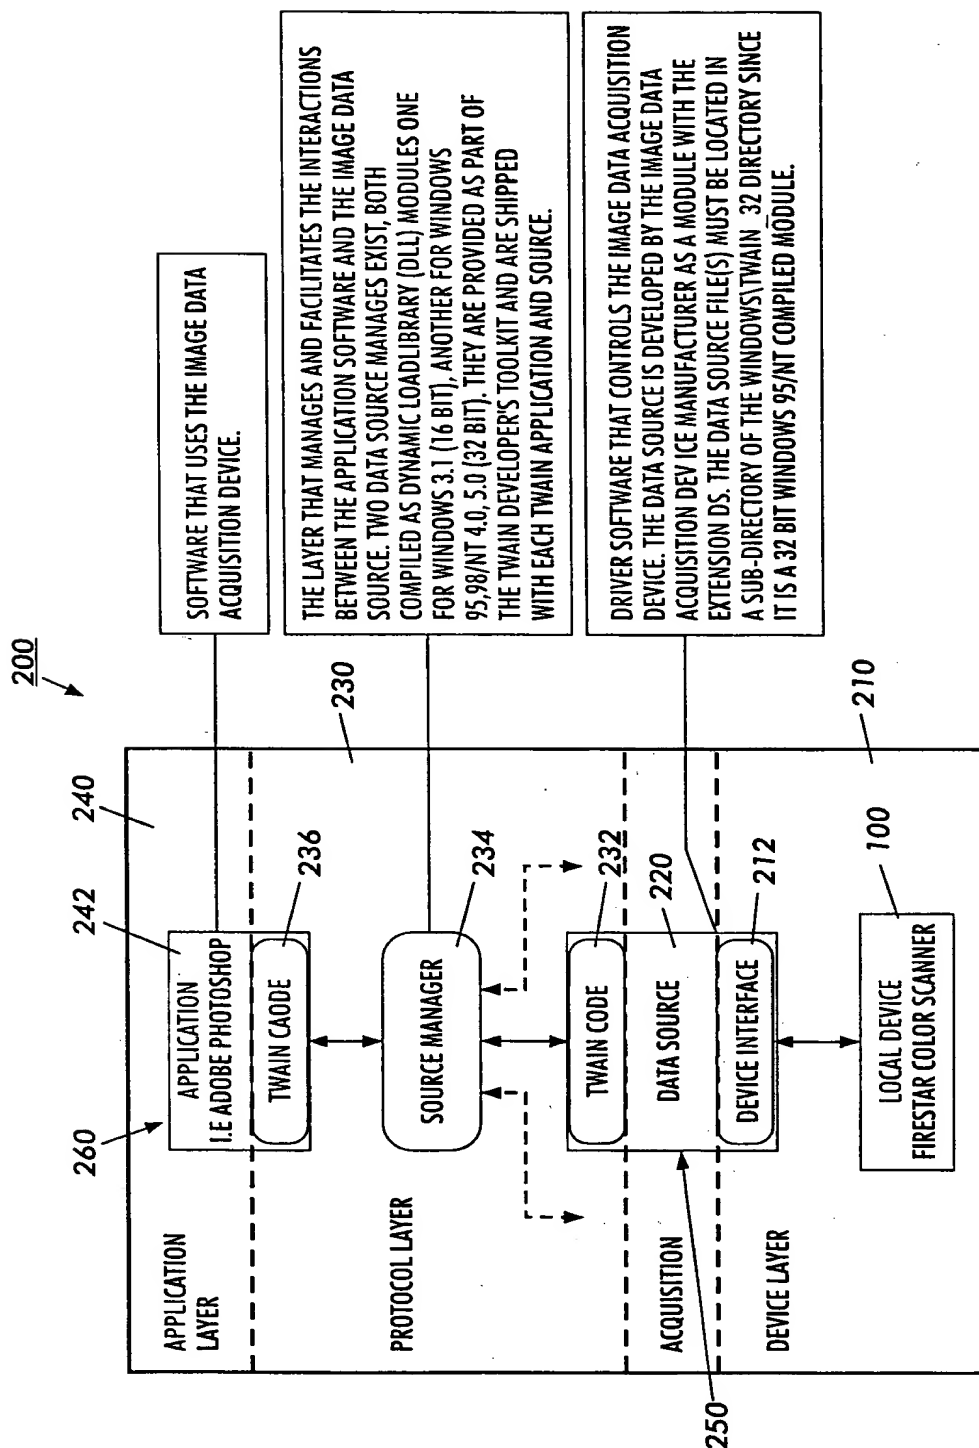 200
SOFTWARE THAT USES THE IMAGE DATA
ACQUISITION DEVICE.
THE LAYER THAT MANAGES AND FACILITATES THE INTERACTIONS
BETWEEN THE APPLICATION SOFTWARE AND THE IMAGE DATA
SOURCE. TWO DATA SOURCE MANAGES EXIST, BOTH
COMPILED AS DYNAMIC LOADLIBRARY (DLL) MODULES ONE
FOR WINDOWS 3.1 (16 BIT), ANOTHER FOR WINDOWS
95,98/NT 4.0, 5.0 (32 BIT). THEY ARE PROVIDED AS PART OF
THE TWAIN DEVELOPER'S TOOLKIT AND ARE SHIPPED
WITH EACH TWAIN APPLICATION AND SOURCE.
DRIVER SOFTWARE THAT CONTROLS THE IMAGE DATA ACQUISITION
DEVICE. THE DATA SOURCE IS DEVELOPED BY THE IMAGE DATA
ACQUISITION DEVICE MANUFACTURER AS A MODULE WITH THE
EXTENSION DS. THE DATA SOURCE FILE(S) MUST BE LOCATED IN
A SUB-DIRECTORY OF THE WINDOWS\TWAIN_32 DIRECTORY SINCE
IT IS A 32 BIT WINDOWS 95/NT COMPILED MODULE.
240
230
210
242
236
234
232
220
212
100
260
250
APPLICATION
I.E ADOBE PHOTOSHOP
TWAIN CAODE
SOURCE MANAGER
TWAIN CODE
DATA SOURCE
DEVICE INTERFACE
LOCAL DEVICE
FIRESTAR COLOR SCANNER
APPLICATION
LAYER
PROTOCOL LAYER
ACQUISITION
DEVICE LAYER